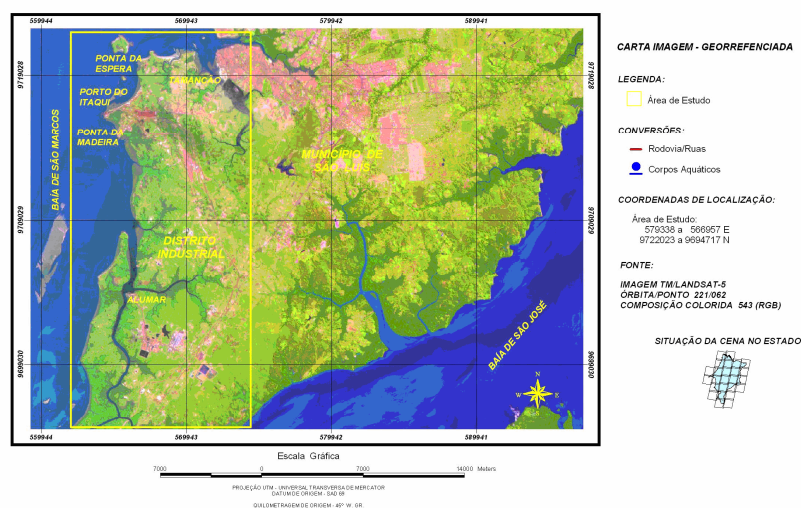 559944 569943 579942 589941
9719028
9709029
9699030
PONTA DA
ESPERA
TAMANCÃO
PORTO DO
ITAQUI
PONTA DA
MADEIRA
BAÍA DE SÃO MARCOS
MUNICÍPIO DE
SÃO LUÍS
DISTRITO
INDUSTRIAL
ALUMAR
BAÍA DE SÃO JOSÉ
N
W E
S
9719028
9709029
9699030
559944 569943 579942 589941
CARTA IMAGEM - GEORREFENCIADA
LEGENDA:
Área de Estudo
CONVERSÕES:
Rodovia/Ruas
Corpos Aquáticos
COORDENADAS DE LOCALIZAÇÃO:
Área de Estudo:
579338 a 566957 E
9722023 a 9694717 N
FONTE:
IMAGEM TM/LANDSAT-5
ÓRBITA/PONTO 221/062
COMPOSIÇÃO COLORIDA 543 (RGB)
SITUAÇÃO DA CENA NO ESTADO
Escala Gráfica
7000 0 7000 14000 Meters
PROJEÇÃO UTM - UNIVERSAL TRANSVERSA DE MERCATOR
DATUM DE ORIGEM - SAD 69
QUILOMETRAGEM DE ORIGEM - 45º W. GR.